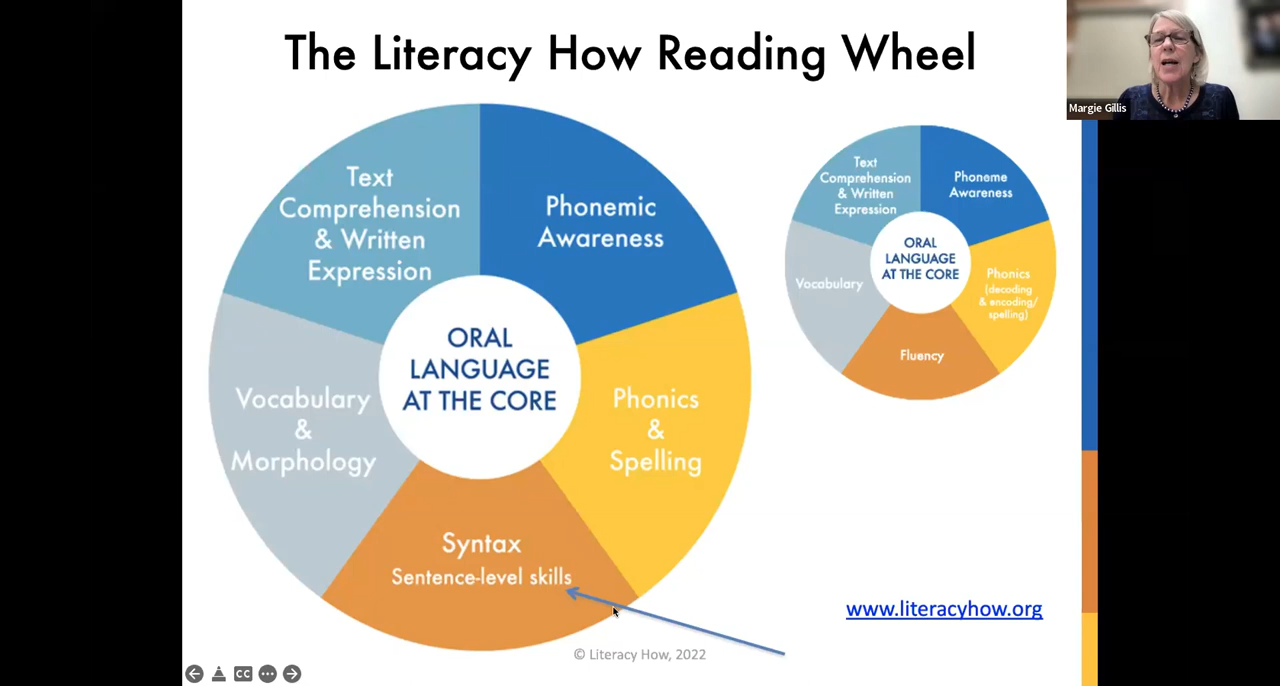 The Literacy How Reading Wheel
Margie Gillis
Text
Comprehension
& Written
Expression
Phonemic
Awareness
ORAL
LANGUAGE
AT THE CORE
Vocabulary
&
Morphology
Phonics
&
Spelling
Syntax
Sentence-level skills
Text
Comprehension
& Written
Expression
Phoneme
Awareness
ORAL
LANGUAGE
AT THE CORE
Vocabulary
Phonics
(decoding
& encoding/
spelling)
Fluency
www.literacyhow.org
© Literacy How, 2022
CC